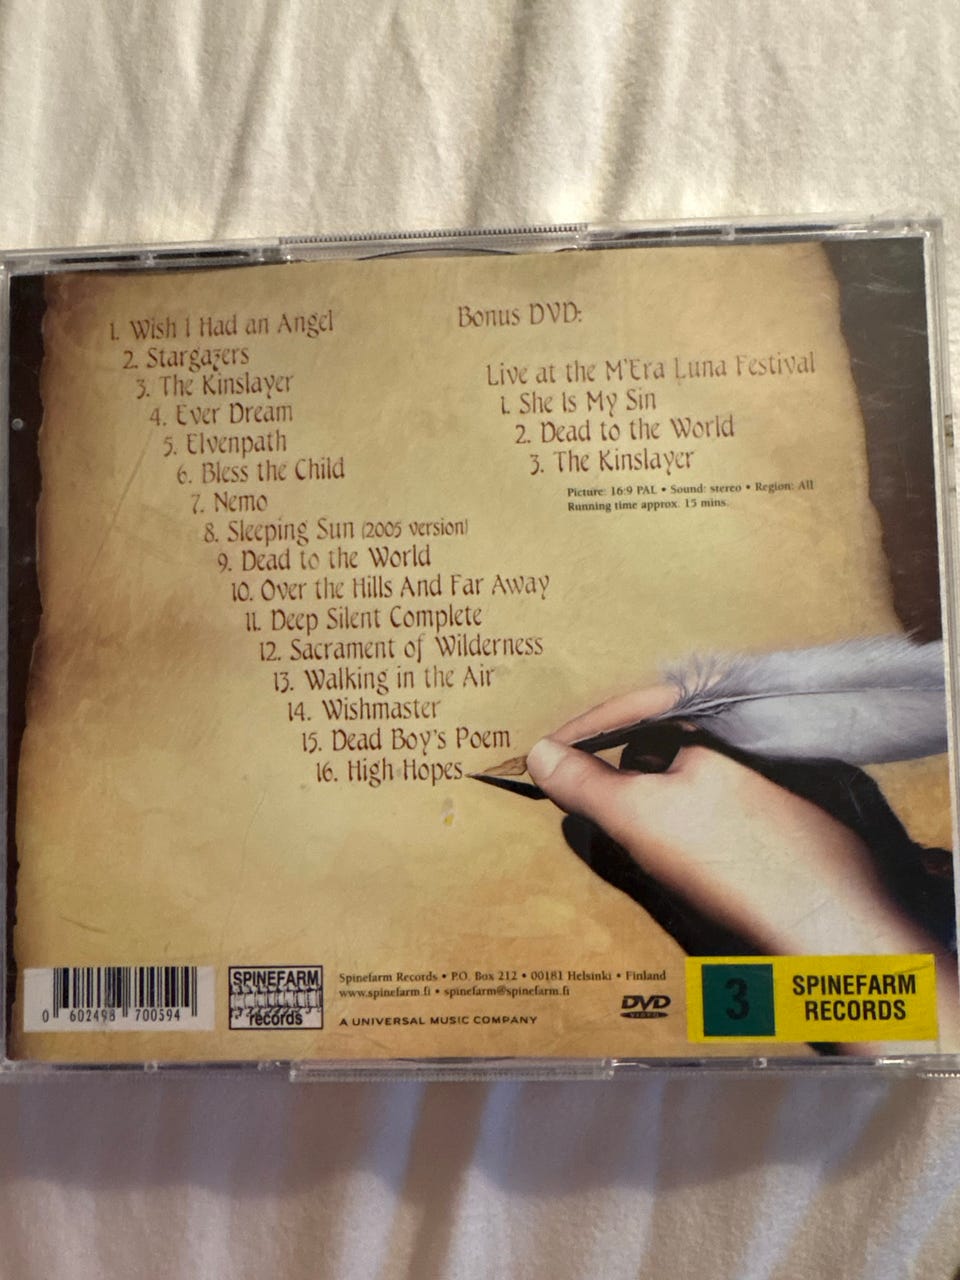 1. Wish I Had an Angel
2. Stargazers
3. The Kinslayer
4. Ever Dream
5. Elvenpath
6. Bless the Child
7. Nemo
8. Sleeping Sun (2005 version)
9. Dead to the World
10. Over the Hills And Far Away
11. Deep Silent Complete
12. Sacrament of Wilderness
13. Walking in the Air
14. Wishmaster
15. Dead Boy's Poem
16. High Hopes
Bonus DVD:
Live at the M'Era Luna Festival
1. She Is My Sin
2. Dead to the World
3. The Kinslayer
Picture: 16:9 PAL • Sound: stereo • Region: All
Running time approx. 15 mins.
0 602498 700594
SPINEFARM
records
Spinefarm Records • P.O. Box 212 • 00181 Helsinki • Finland
www.spinefarm.fi • spinefarm@spinefarm.fi
A UNIVERSAL MUSIC COMPANY
DVD
VIDEO
3
SPINEFARM
RECORDS